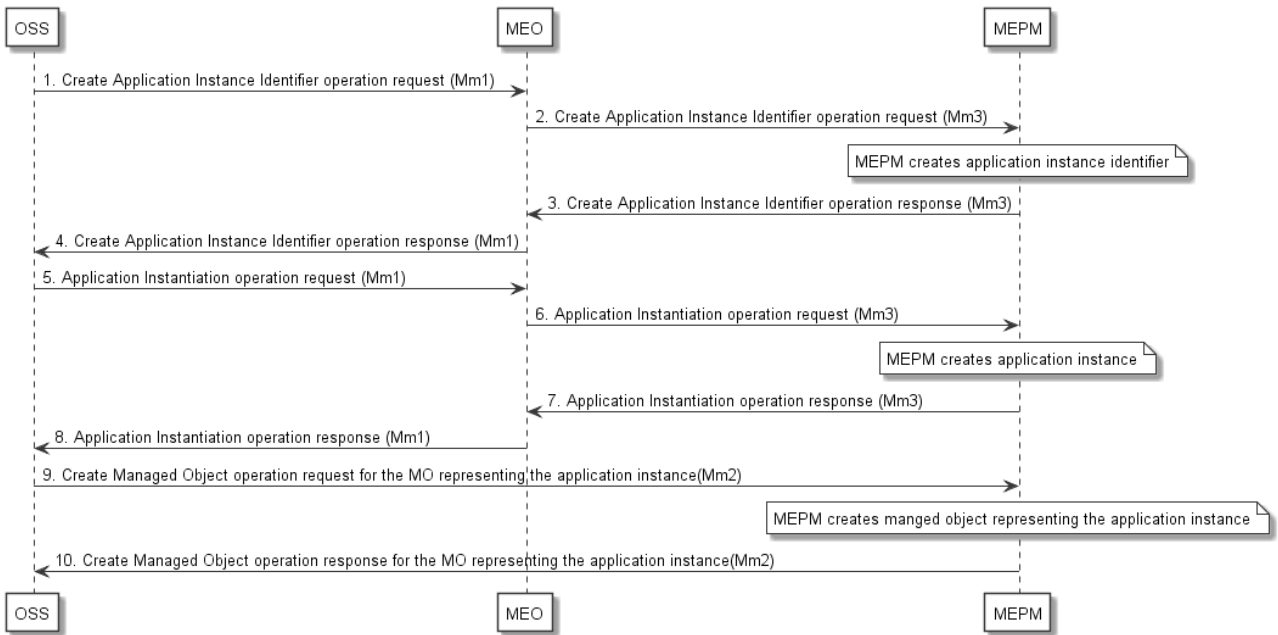 OSS
MEO
MEPM
1. Create Application Instance Identifier operation request (Mm1)
2. Create Application Instance Identifier operation request (Mm3)
MEPM creates application instance identifier
3. Create Application Instance Identifier operation response (Mm3)
4. Create Application Instance Identifier operation response (Mm1)
5. Application Instantiation operation request (Mm1)
6. Application Instantiation operation request (Mm3)
MEPM creates application instance
7. Application Instantiation operation response (Mm3)
8. Application Instantiation operation response (Mm1)
9. Create Managed Object operation request for the MO representing the application instance(Mm2)
MEPM creates manged object representing the application instance
10. Create Managed Object operation response for the MO representing the application instance(Mm2)
OSS
MEO
MEPM